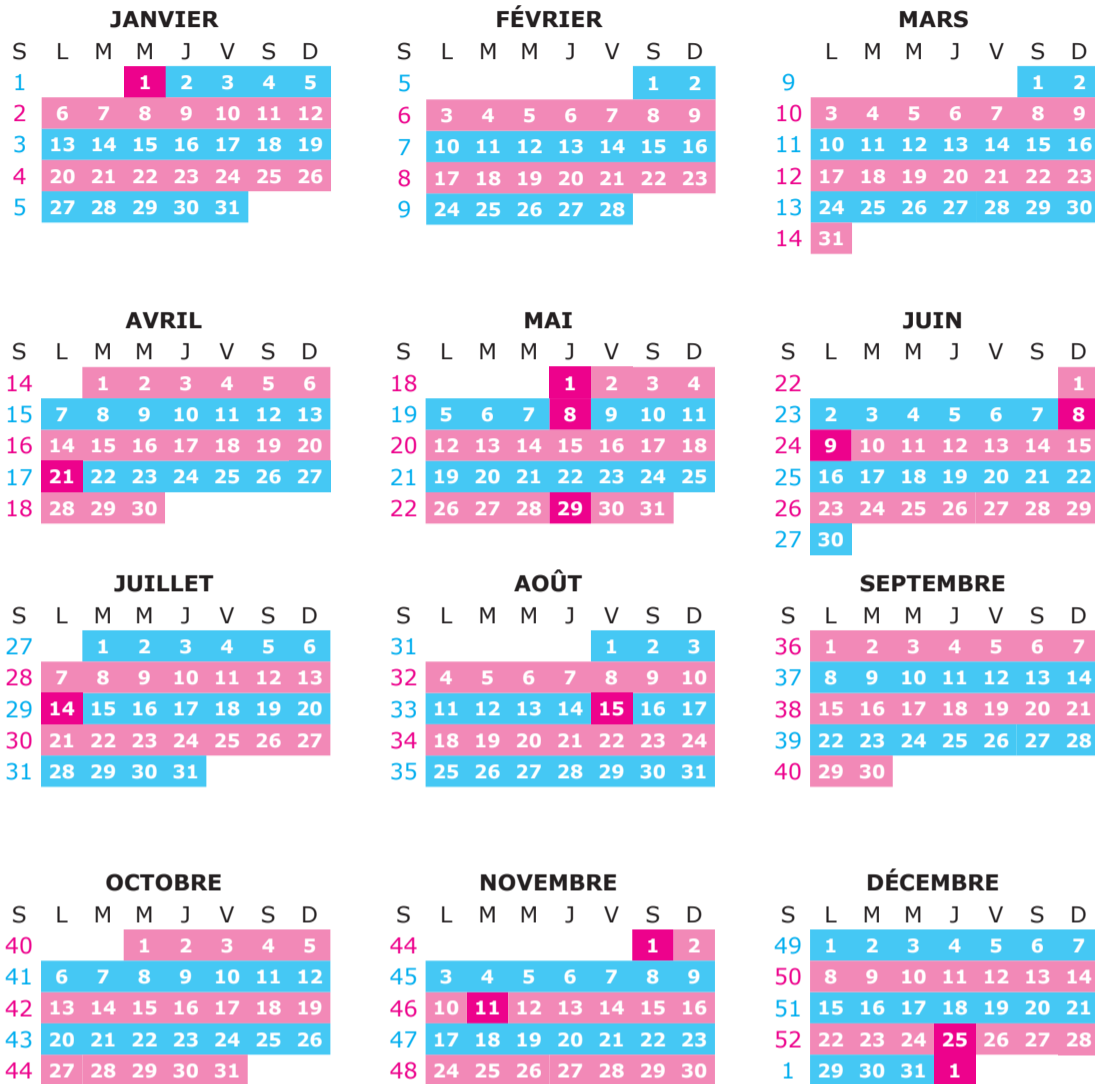 JANVIER
S L M M J V S D
1 1 2 3 4 5
2 6 7 8 9 10 11 12
3 13 14 15 16 17 18 19
4 20 21 22 23 24 25 26
5 27 28 29 30 31
FÉVRIER
S L M M J V S D
5 1 2
6 3 4 5 6 7 8 9
7 10 11 12 13 14 15 16
8 17 18 19 20 21 22 23
9 24 25 26 27 28
MARS
L M M J V S D
9 1 2
10 3 4 5 6 7 8 9
11 10 11 12 13 14 15 16
12 17 18 19 20 21 22 23
13 24 25 26 27 28 29 30
14 31
AVRIL
S L M M J V S D
14 1 2 3 4 5 6
15 7 8 9 10 11 12 13
16 14 15 16 17 18 19 20
17 21 22 23 24 25 26 27
18 28 29 30
MAI
S L M M J V S D
18 1 2 3 4
19 5 6 7 8 9 10 11
20 12 13 14 15 16 17 18
21 19 20 21 22 23 24 25
22 26 27 28 29 30 31
JUIN
S L M M J V S D
22 1
23 2 3 4 5 6 7 8
24 9 10 11 12 13 14 15
25 16 17 18 19 20 21 22
26 23 24 25 26 27 28 29
27 30
JUILLET
S L M M J V S D
27 1 2 3 4 5 6
28 7 8 9 10 11 12 13
29 14 15 16 17 18 19 20
30 21 22 23 24 25 26 27
31 28 29 30 31
AOÛT
S L M M J V S D
31 1 2 3
32 4 5 6 7 8 9 10
33 11 12 13 14 15 16 17
34 18 19 20 21 22 23 24
35 25 26 27 28 29 30 31
SEPTEMBRE
S L M M J V S D
36 1 2 3 4 5 6 7
37 8 9 10 11 12 13 14
38 15 16 17 18 19 20 21
39 22 23 24 25 26 27 28
40 29 30
OCTOBRE
S L M M J V S D
40 1 2 3 4 5
41 6 7 8 9 10 11 12
42 13 14 15 16 17 18 19
43 20 21 22 23 24 25 26
44 27 28 29 30 31
NOVEMBRE
S L M M J V S D
44 1 2
45 3 4 5 6 7 8 9
46 10 11 12 13 14 15 16
47 17 18 19 20 21 22 23
48 24 25 26 27 28 29 30
DÉCEMBRE
S L M M J V S D
49 1 2 3 4 5 6 7
50 8 9 10 11 12 13 14
51 15 16 17 18 19 20 21
52 22 23 24 25 26 27 28
1 29 30 31 1